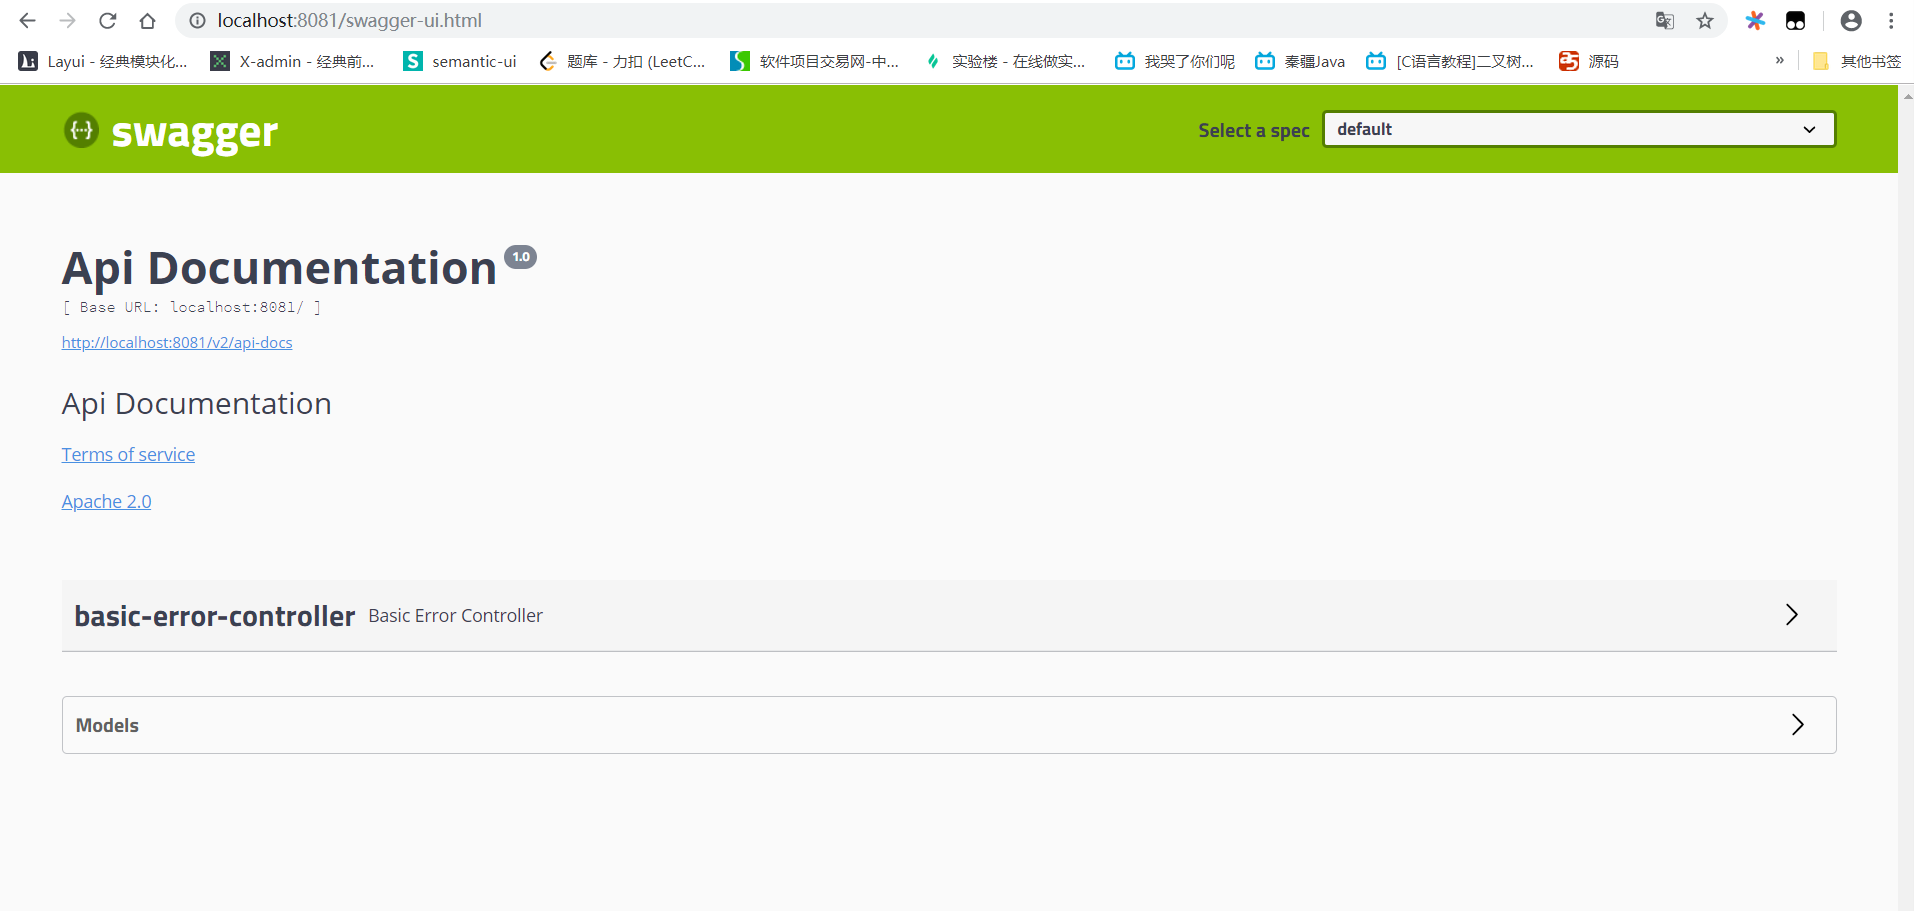 localhost:8081/swagger-ui.html
Layui - 经典模块化... X-admin - 经典前... semantic-ui 题库 - 力扣 (LeetC... 软件项目交易网-中... 实验楼 - 在线做实... 我哭了你们呢 秦疆Java [C语言教程]二叉树... 源码 » 其他书签
{···} swagger Select a spec default
Api Documentation 1.0
[ Base URL: localhost:8081/ ]
http://localhost:8081/v2/api-docs
Api Documentation
Terms of service
Apache 2.0
basic-error-controller Basic Error Controller
Models